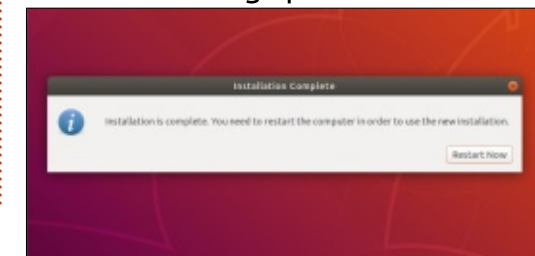 Installation Complete
Installation is complete. You need to restart the computer in order to use the new installation.
Restart Now